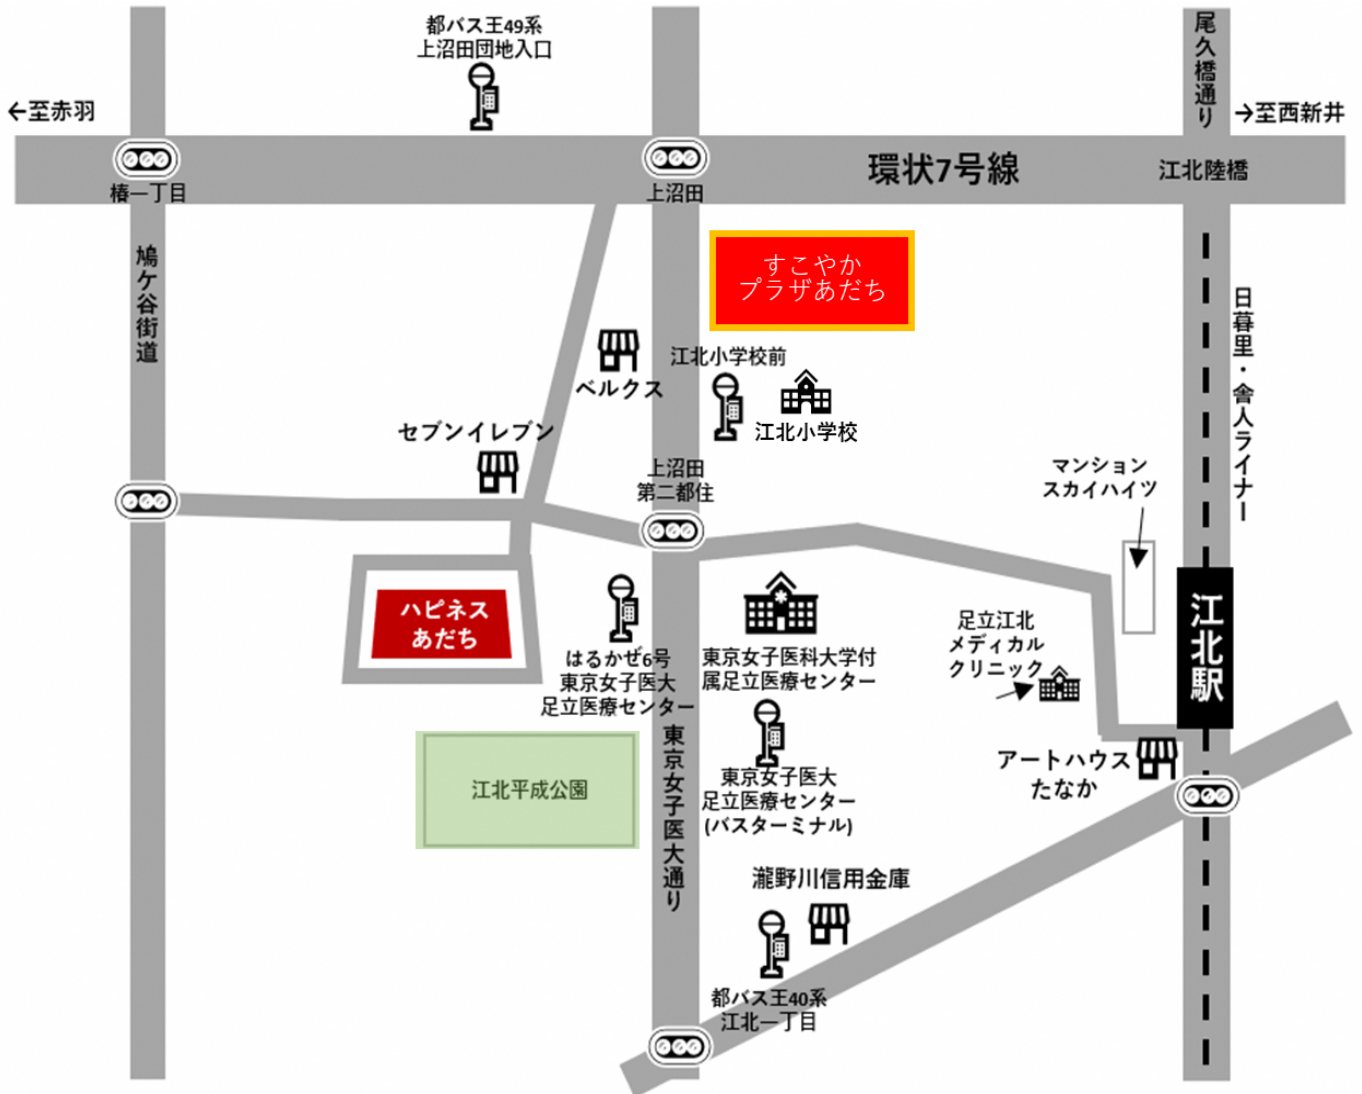 都バス王49系
上沼田団地入口
尾久橋通り
←至赤羽
→至西新井
環状7号線
江北陸橋
椿一丁目
上沼田
鳩ケ谷街道
すこやか
プラザあだち
日暮里・舎人ライナー
江北小学校前
ベルクス
江北小学校
セブンイレブン
上沼田
第二都住
マンション
スカイハイツ
ハピネス
あだち
江北駅
足立江北
メディカル
クリニック
はるかぜ6号
東京女子医大
足立医療センター
東京女子医科大学付
属足立医療センター
東京女子医大通り
アートハウス
たなか
江北平成公園
東京女子医大
足立医療センター
(バスターミナル)
瀧野川信用金庫
都バス王40系
江北一丁目